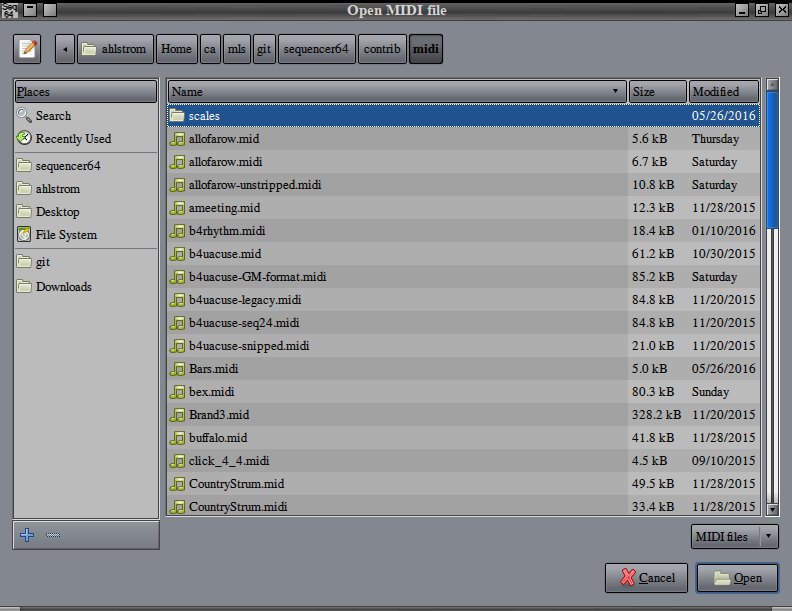 Seq 64
Open MIDI file
ahlstrom Home ca mls git sequencer64 contrib midi
Places
Search
Recently Used
sequencer64
ahlstrom
Desktop
File System
git
Downloads
Name Size Modified
scales 05/26/2016
allofarow.mid 5.6 kB Thursday
allofarow.midi 6.7 kB Saturday
allofarow-unstripped.midi 10.8 kB Saturday
ameeting.mid 12.3 kB 11/28/2015
b4rhythm.midi 18.4 kB 01/10/2016
b4uacuse.mid 61.2 kB 10/30/2015
b4uacuse-GM-format.midi 85.2 kB Saturday
b4uacuse-legacy.midi 84.8 kB 11/20/2015
b4uacuse-seq24.midi 84.8 kB 11/20/2015
b4uacuse-snipped.midi 21.0 kB 11/20/2015
Bars.midi 5.0 kB 05/26/2016
bex.midi 80.3 kB Sunday
Brand3.mid 328.2 kB 11/20/2015
buffalo.mid 41.8 kB 11/28/2015
click_4_4.midi 4.5 kB 09/10/2015
CountryStrum.mid 49.5 kB 11/28/2015
CountryStrum.midi 33.4 kB 11/28/2015
MIDI files
Cancel Open